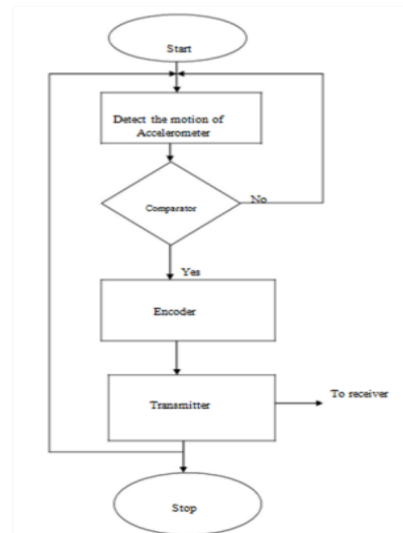 Start
Detect the motion of
Accelerometer
Comparator
No
Yes
Encoder
Transmitter
To receiver
Stop